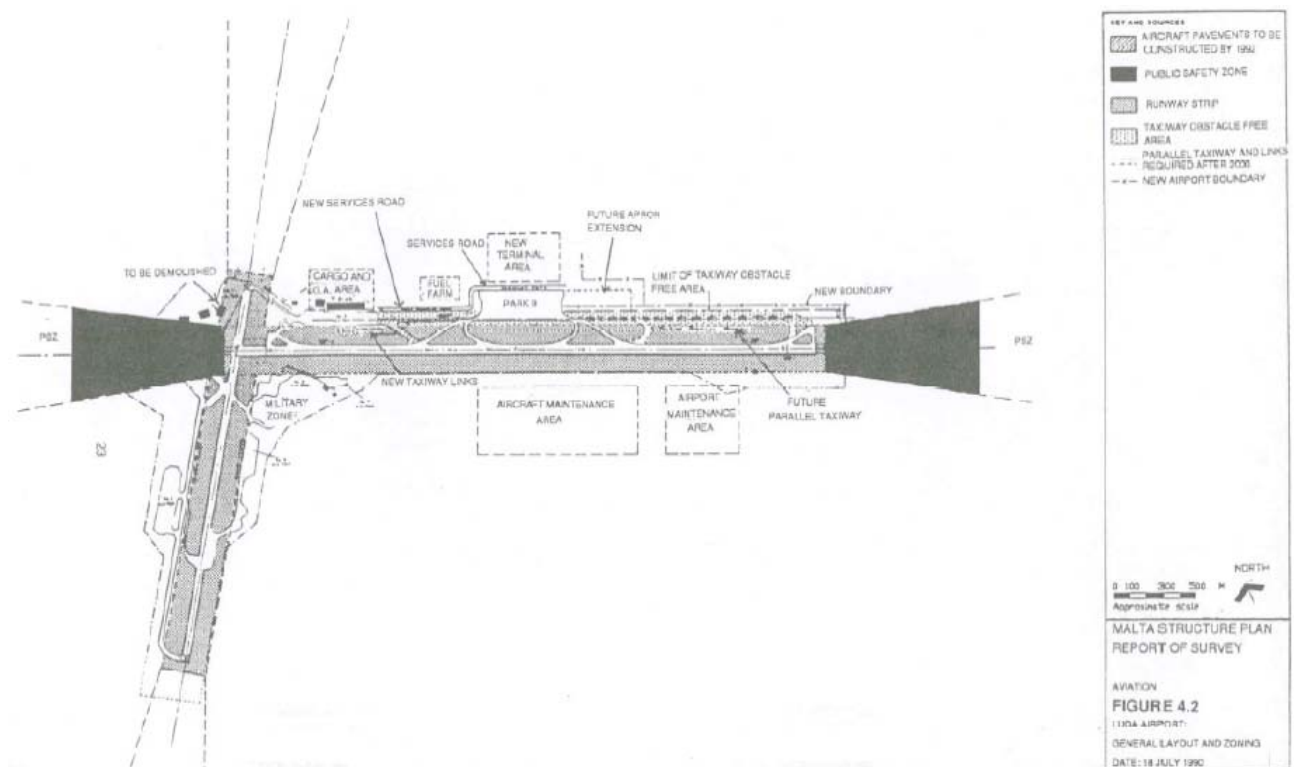 NEW SERVICES ROAD
SERVICES ROAD
NEW
TERMINAL
AREA
FUTURE APRON
EXTENSION
TO BE DEMOLISHED
CARGO AND
G.A. AREA
FUEL
FARM
PARK 9
LIMIT OF TAXIWAY OBSTACLE
FREE AREA
NEW BOUNDARY
PSZ
PSZ
NEW TAXIWAY LINKS
MILITARY
ZONE
AIRCRAFT MAINTENANCE
AREA
AIRPORT
MAINTENANCE
AREA
FUTURE
PARALLEL TAXIWAY
23
KEY AND SOURCES
AIRCRAFT PAVEMENTS TO BE
CONSTRUCTED BY
PUBLIC SAFETY ZONE
RUNWAY STRIP
TAXIWAY OBSTACLE FREE
AREA
PARALLEL TAXIWAY AND LINKS
REQUIRED AFTER
NEW AIRPORT BOUNDARY
NORTH
0 100 300 500 M
Approximate scale
MALTA STRUCTURE PLAN
REPORT OF SURVEY
AVIATION
FIGURE 4.2
AIRPORT:
GENERAL LAYOUT AND ZONING
DATE: 18 JULY 1990